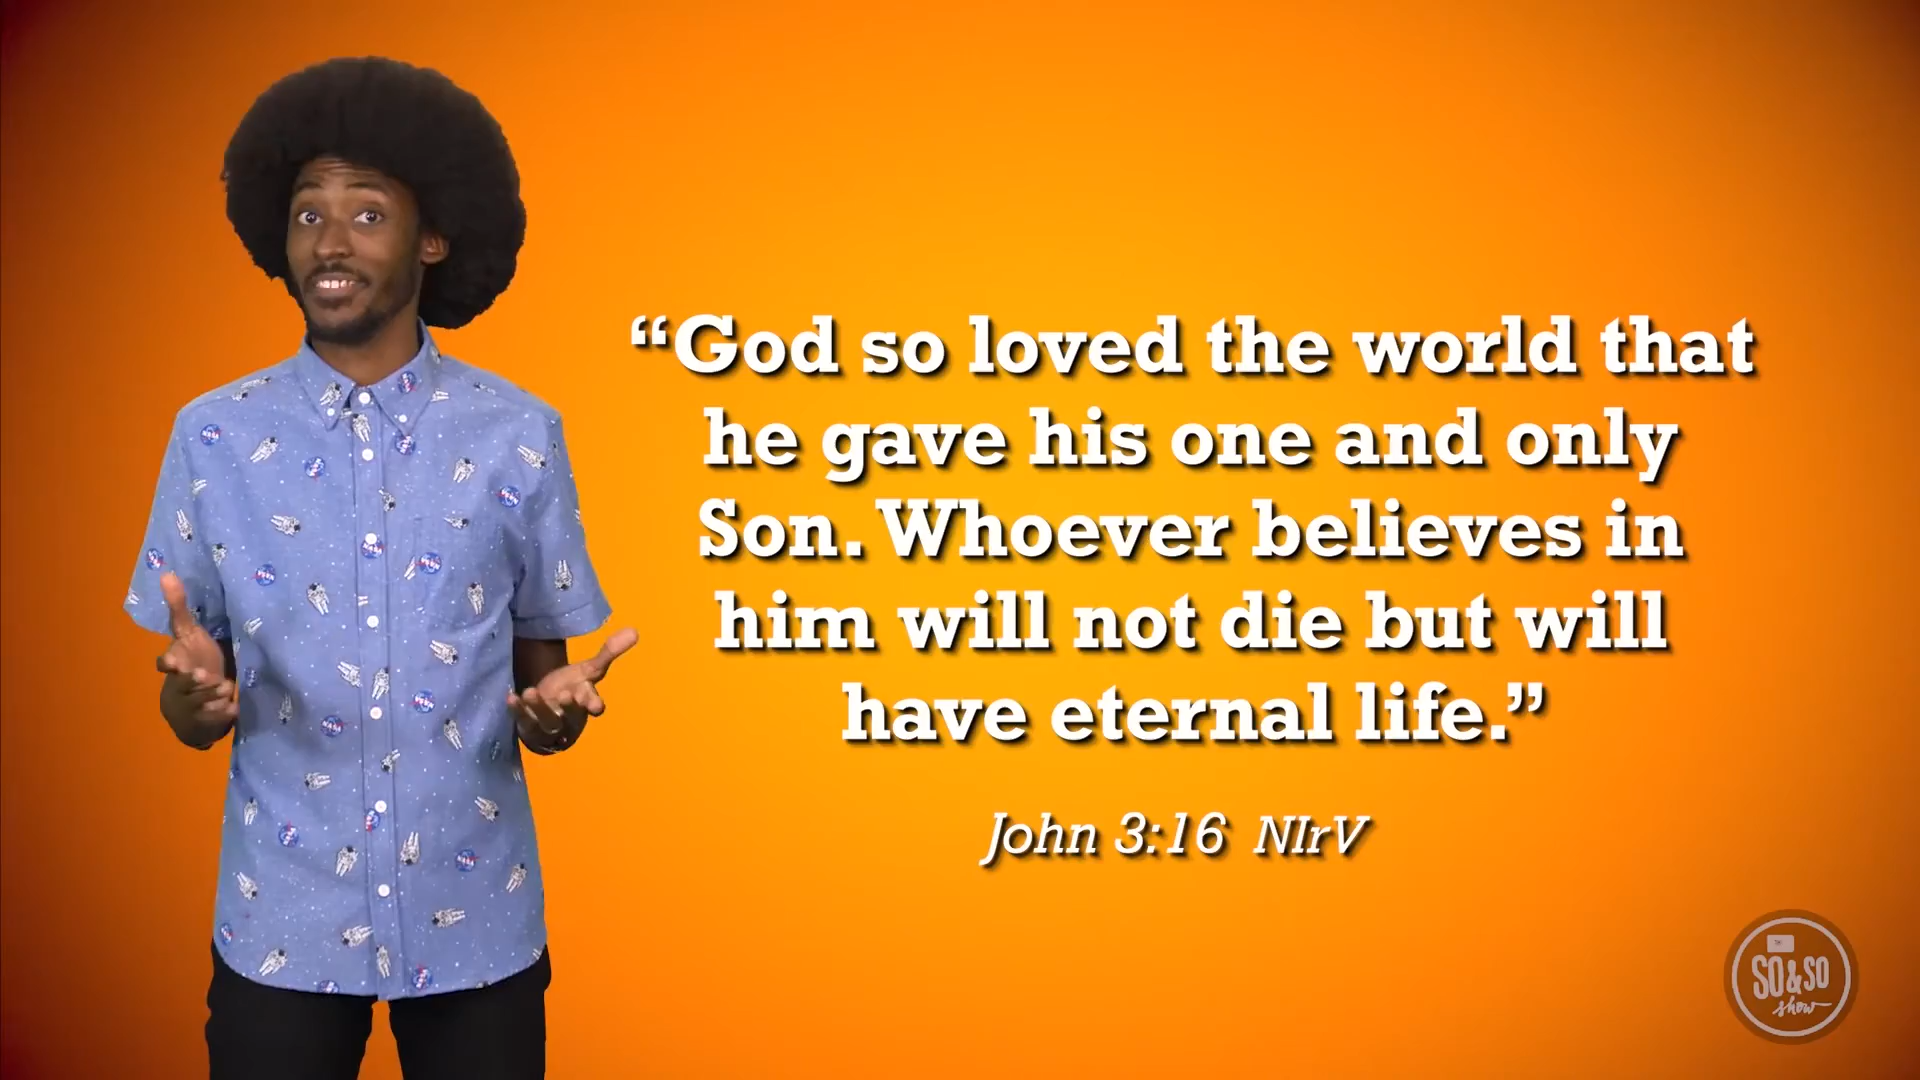 “God so loved the world that
he gave his one and only
Son. Whoever believes in
him will not die but will
have eternal life.”
John 3:16 NIrV
SO & SO
show
NASA